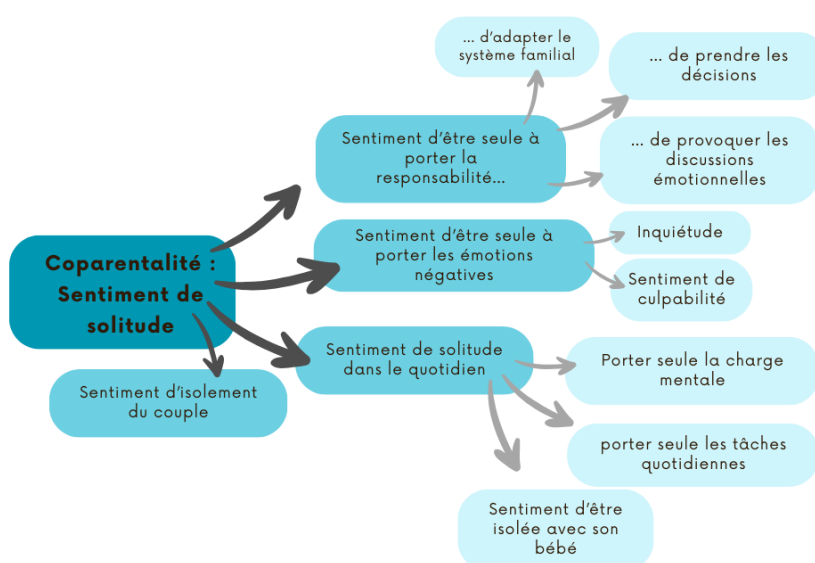 ... d'adapter le
système familial
... de prendre les
décisions
Sentiment d'être seule à
porter la
responsabilité...
... de provoquer les
discussions
émotionnelles
Sentiment d'être seule à
porter les émotions
négatives
Inquiétude
Sentiment de
culpabilité
Coparentalité :
Sentiment de
solitude
Sentiment de solitude
dans le quotidien
Porter seule la charge
mentale
Sentiment d'isolement
du couple
porter seule les tâches
quotidiennes
Sentiment d'être
isolée avec son
bébé